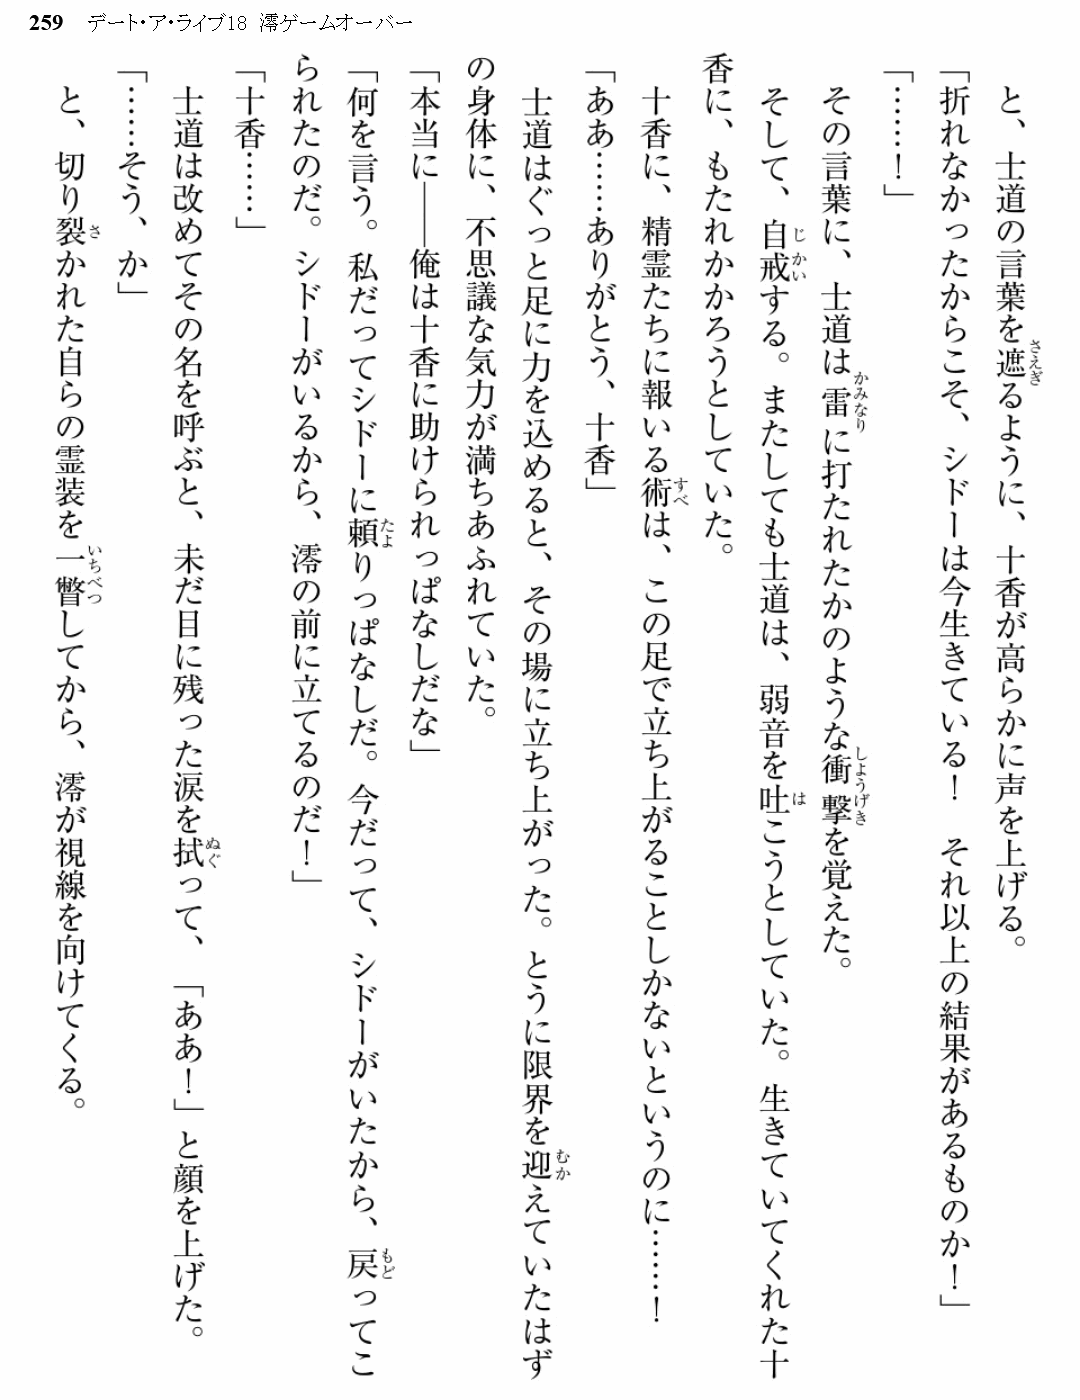 259 デート・ア・ライブ18 澪ゲームオーバー
と、士道の言葉を遮るように、十香が高らかに声を上げる。
「折れなかったからこそ、シドーは今生きている！　それ以上の結果があるものか！」
「……！」
その言葉に、士道は雷に打たれたかのような衝撃を覚えた。
そして、自戒する。またしても士道は、弱音を吐こうとしていた。生きていてくれた十
香に、もたれかかろうとしていた。
十香に、精霊たちに報いる術は、この足で立ち上がることしかないというのに……！
「ああ……ありがとう、十香」
士道はぐっと足に力を込めると、その場に立ち上がった。とうに限界を迎えていたはず
の身体に、不思議な気力が満ちあふれていた。
「本当に――俺は十香に助けられっぱなしだな」
「何を言う。私だってシドーに頼りっぱなしだ。今だって、シドーがいたから、戻ってこ
られたのだ。シドーがいるから、澪の前に立てるのだ！」
「十香……」
士道は改めてその名を呼ぶと、未だ目に残った涙を拭って、「ああ！」と顔を上げた。
「……そう、か」
と、切り裂かれた自らの霊装を一瞥してから、澪が視線を向けてくる。